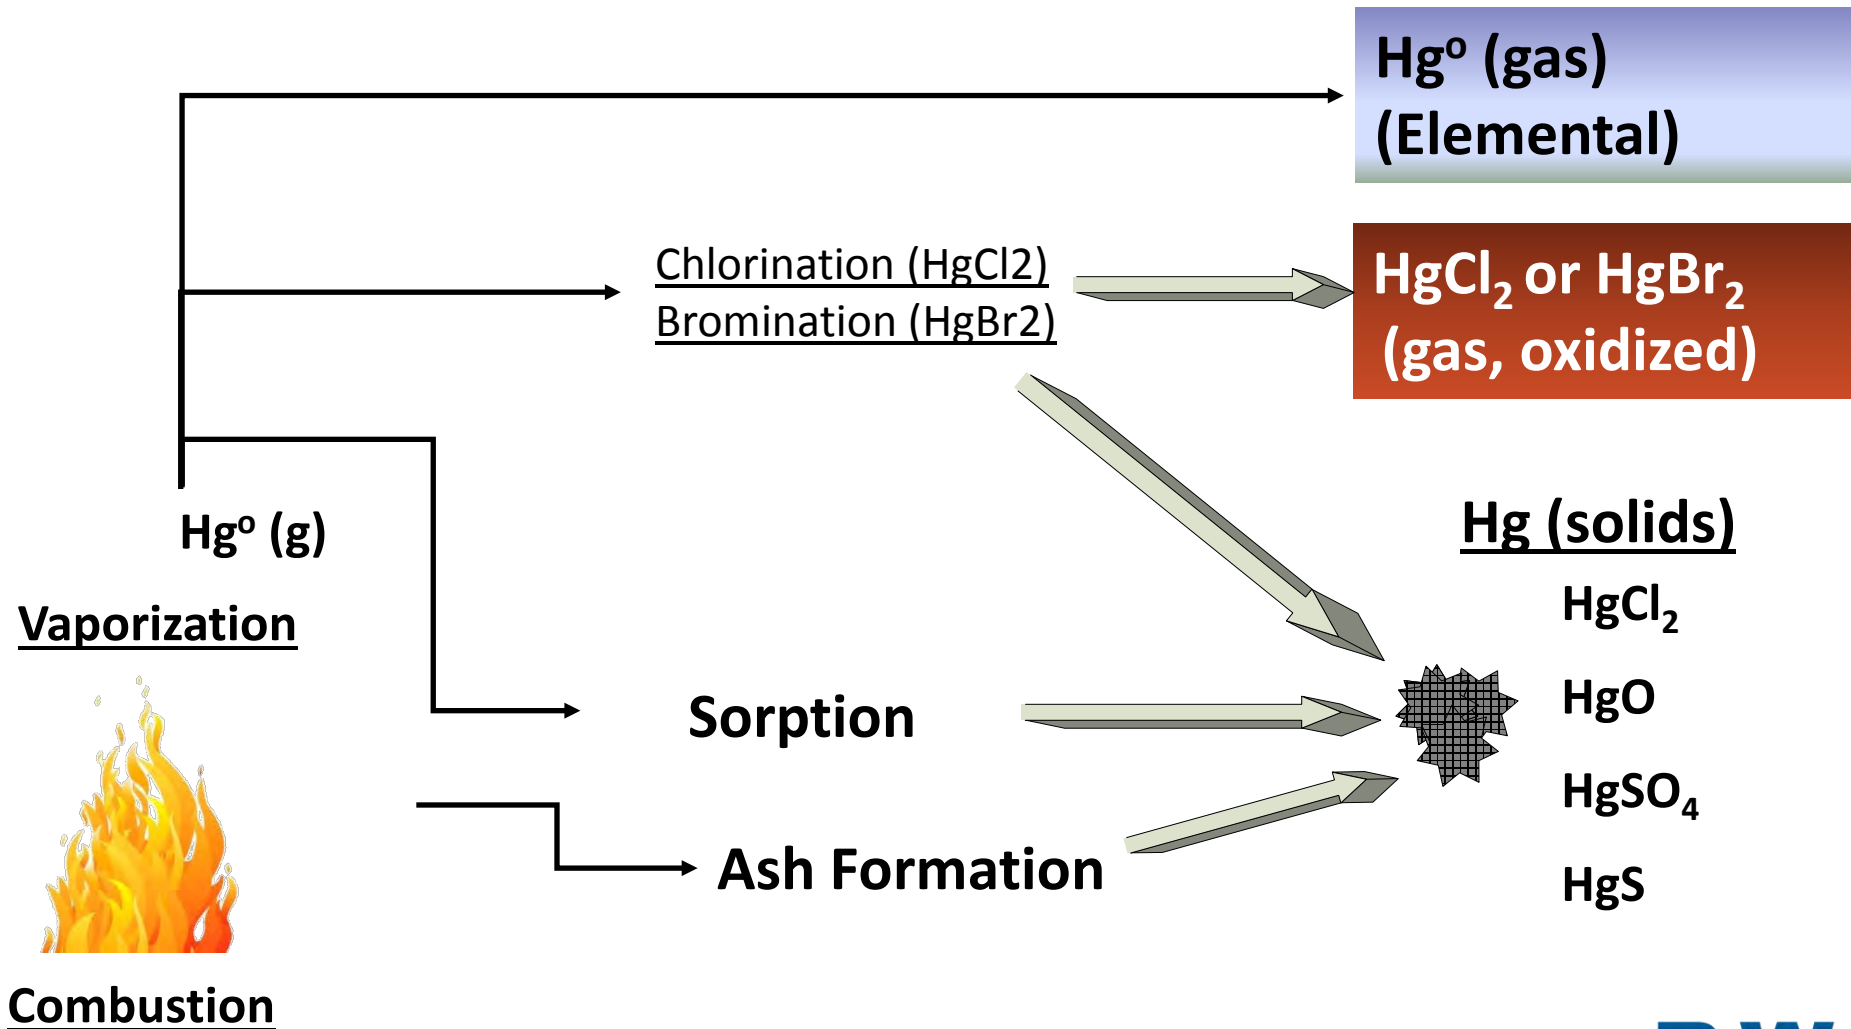 Hgº (gas)
(Elemental)
Chlorination (HgCl2)
Bromination (HgBr2)
HgCl₂ or HgBr₂
(gas, oxidized)
Hgº (g)
Vaporization
Combustion
Sorption
Ash Formation
Hg (solids)
HgCl₂
HgO
HgSO₄
HgS